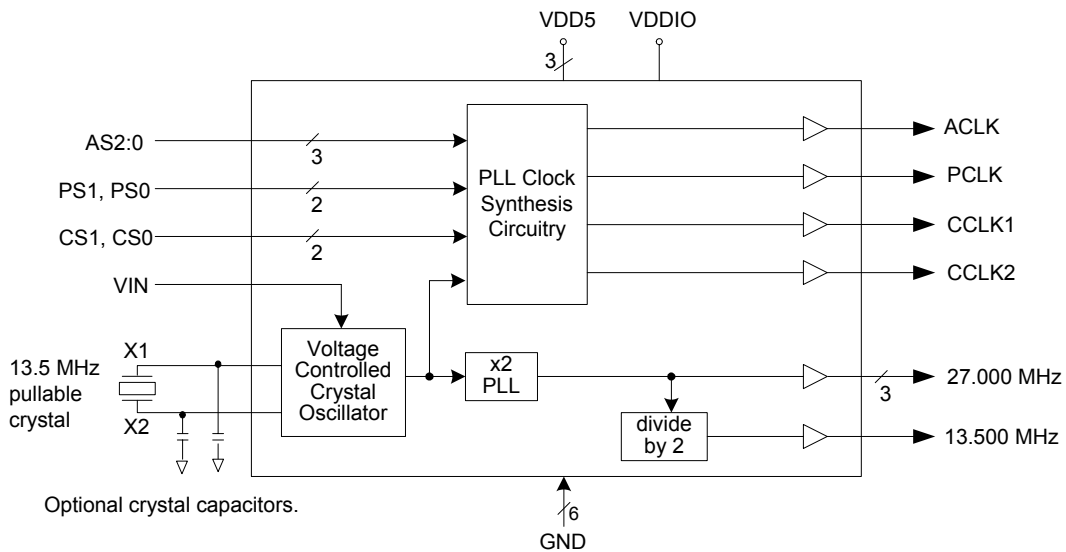 VDD5 VDDIO
3
AS2:0
3
PS1, PS0
2
CS1, CS0
2
VIN
PLL Clock
Synthesis
Circuitry
ACLK
PCLK
CCLK1
CCLK2
13.5 MHz
pullable
crystal
X1
X2
Voltage
Controlled
Crystal
Oscillator
x2
PLL
divide
by 2
27.000 MHz
3
13.500 MHz
Optional crystal capacitors.
6
GND